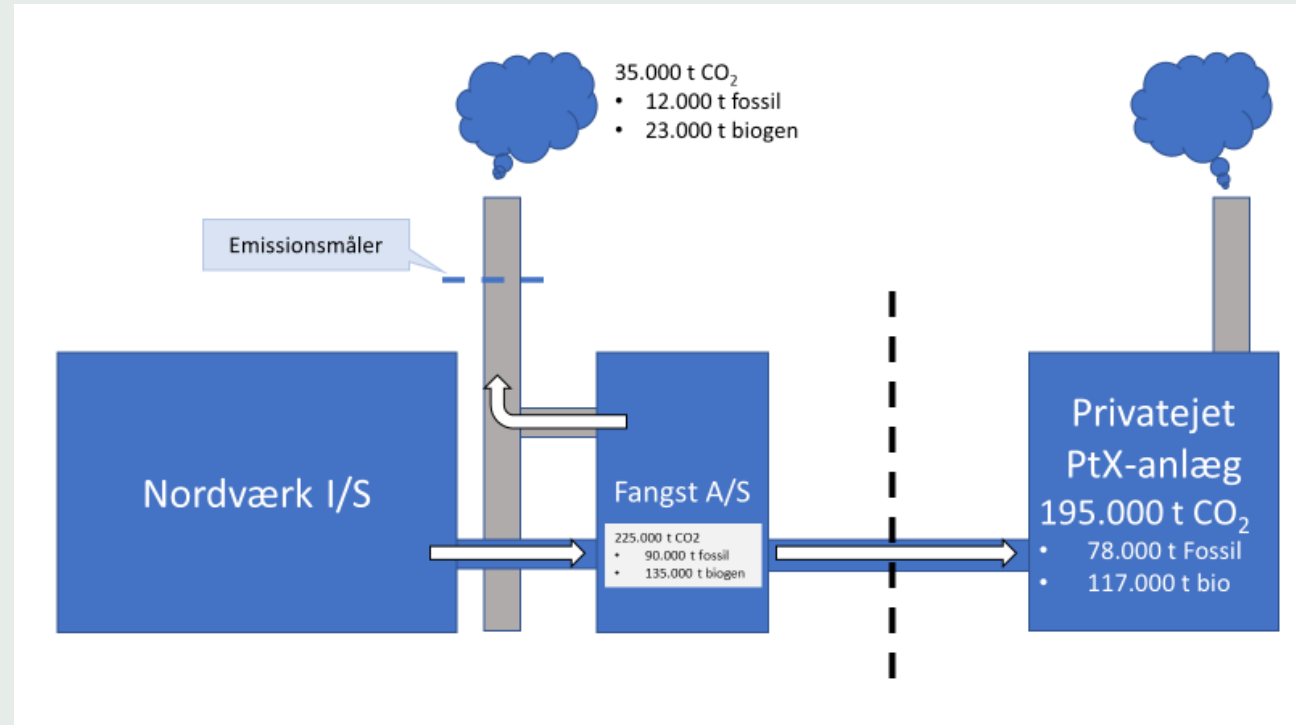 35.000 t CO₂
• 12.000 t fossil
• 23.000 t biogen
Emissionsmåler
Nordværk I/S
Fangst A/S
225.000 t CO2
• 90.000 t fossil
• 135.000 t biogen
Privatejet
PtX-anlæg
195.000 t CO₂
• 78.000 t Fossil
• 117.000 t bio